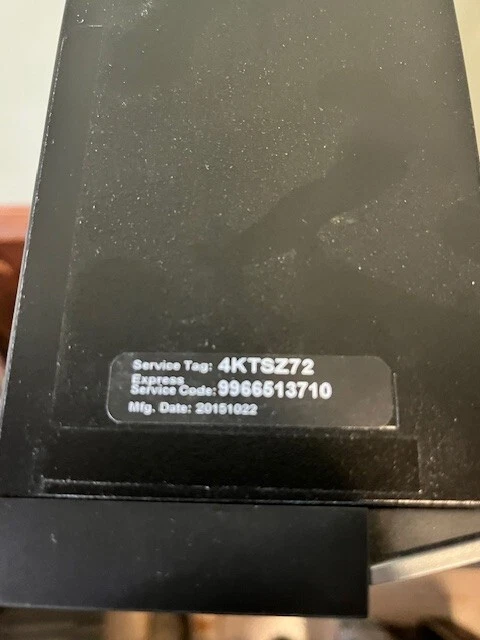 Service Tag: 4KTSZ72
Express
Service Code: 9966513710
Mfg. Date: 20151022